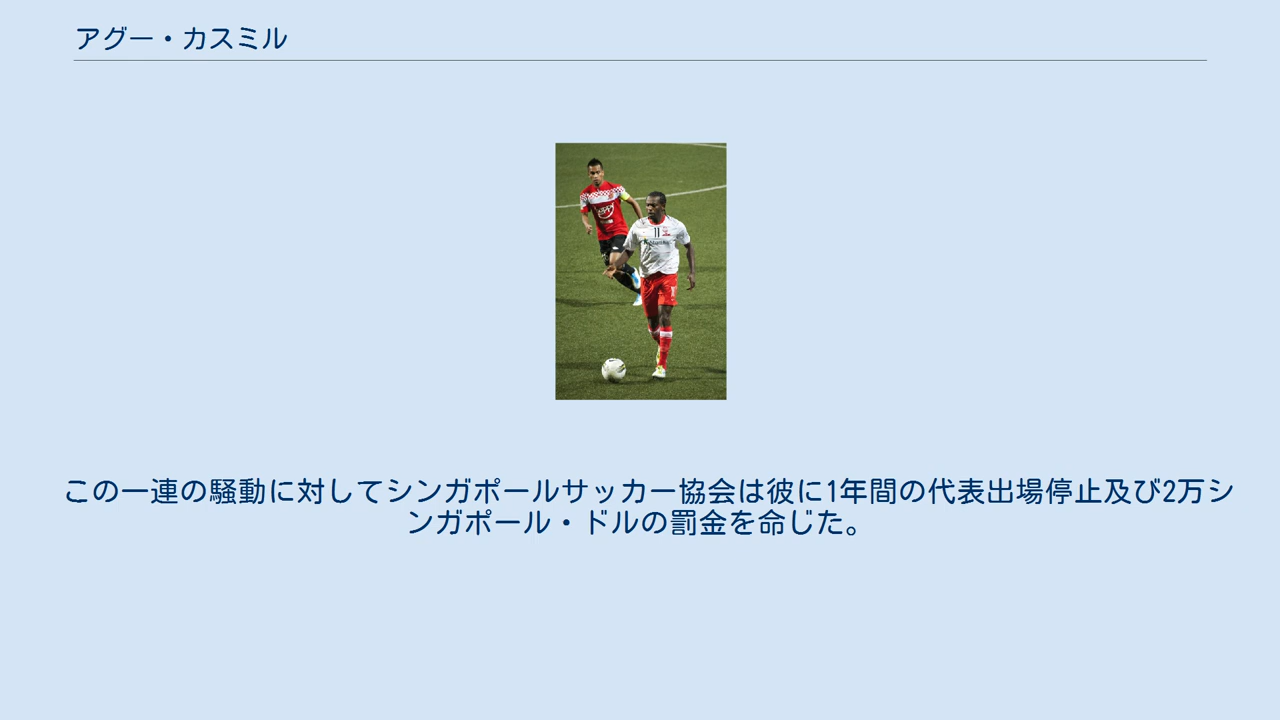 アグー・カスミル
11
この一連の騒動に対してシンガポールサッカー協会は彼に1年間の代表出場停止及び2万シ
ンガポール・ドルの罰金を命じた。